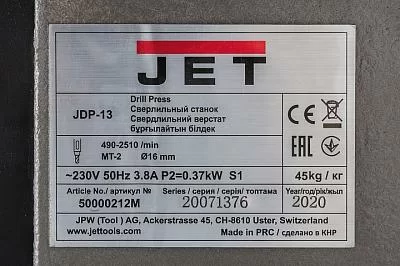 JET
JDP-13
Drill Press
Сверлильный станок
Свердлильний верстат
бұрғылайтын білдек
CE
490-2510 /min
MT-2 Ø16 mm
EAC
~230V 50Hz 3.8A P2=0.37kW S1
45kg / кг
Article No./ артикул № Series / серия / серія/ топтама Year/год/рік/жыл
50000212M 20071376 2020
JPW (Tool ) AG, Ackerstrasse 45, CH-8610 Uster, Switzerland
www.jettools.com Made in PRC / сделано в КНР